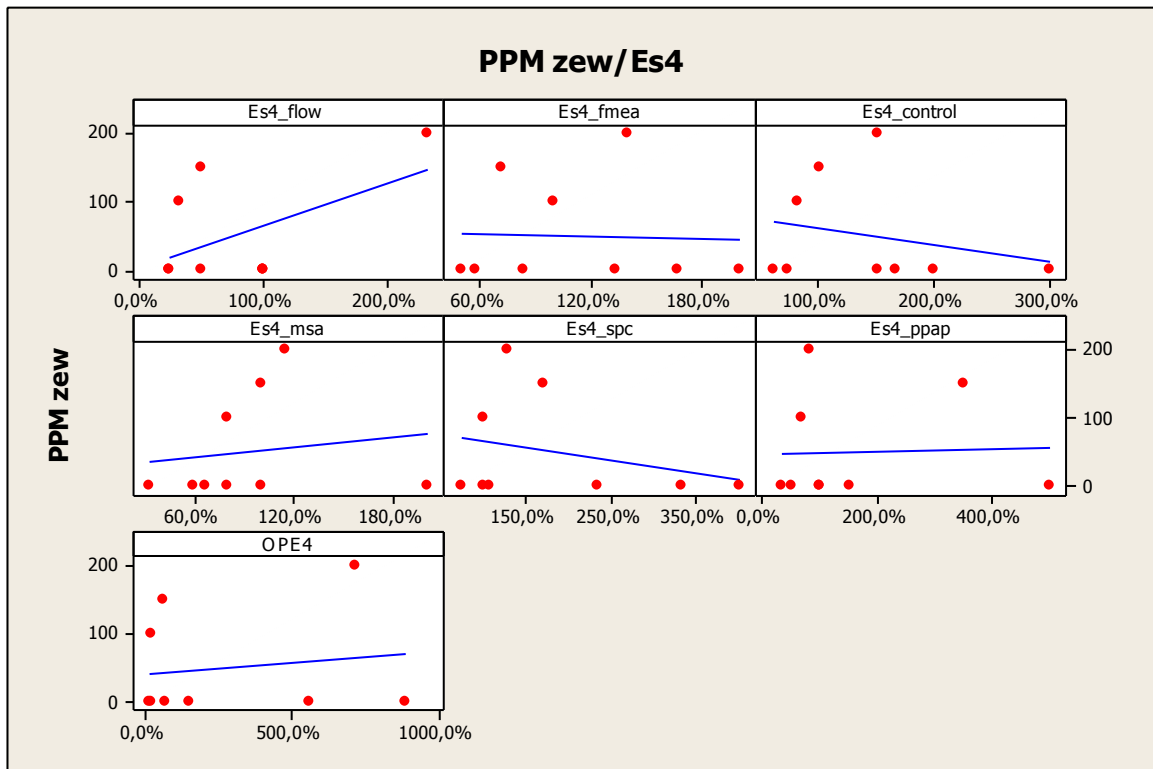 PPM zew/Es4
Es4_flow Es4_fmea Es4_control
200
100
0
0,0% 100,0% 200,0% 60,0% 120,0% 180,0% 100,0% 200,0% 300,0%
Es4_msa Es4_spc Es4_ppap
200
100
0
60,0% 120,0% 180,0% 150,0% 250,0% 350,0% 0,0% 200,0% 400,0%
PPM zew
OPE4
200
100
0
0,0% 500,0% 1000,0%